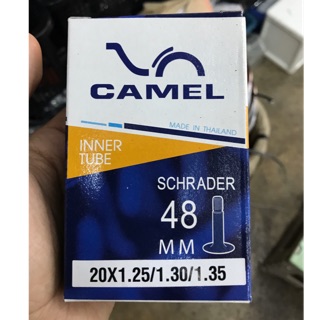 CAMEL
MADE IN THAILAND
INNER
TUBE
SCHRADER
48
MM
20X1.25/1.30/1.35